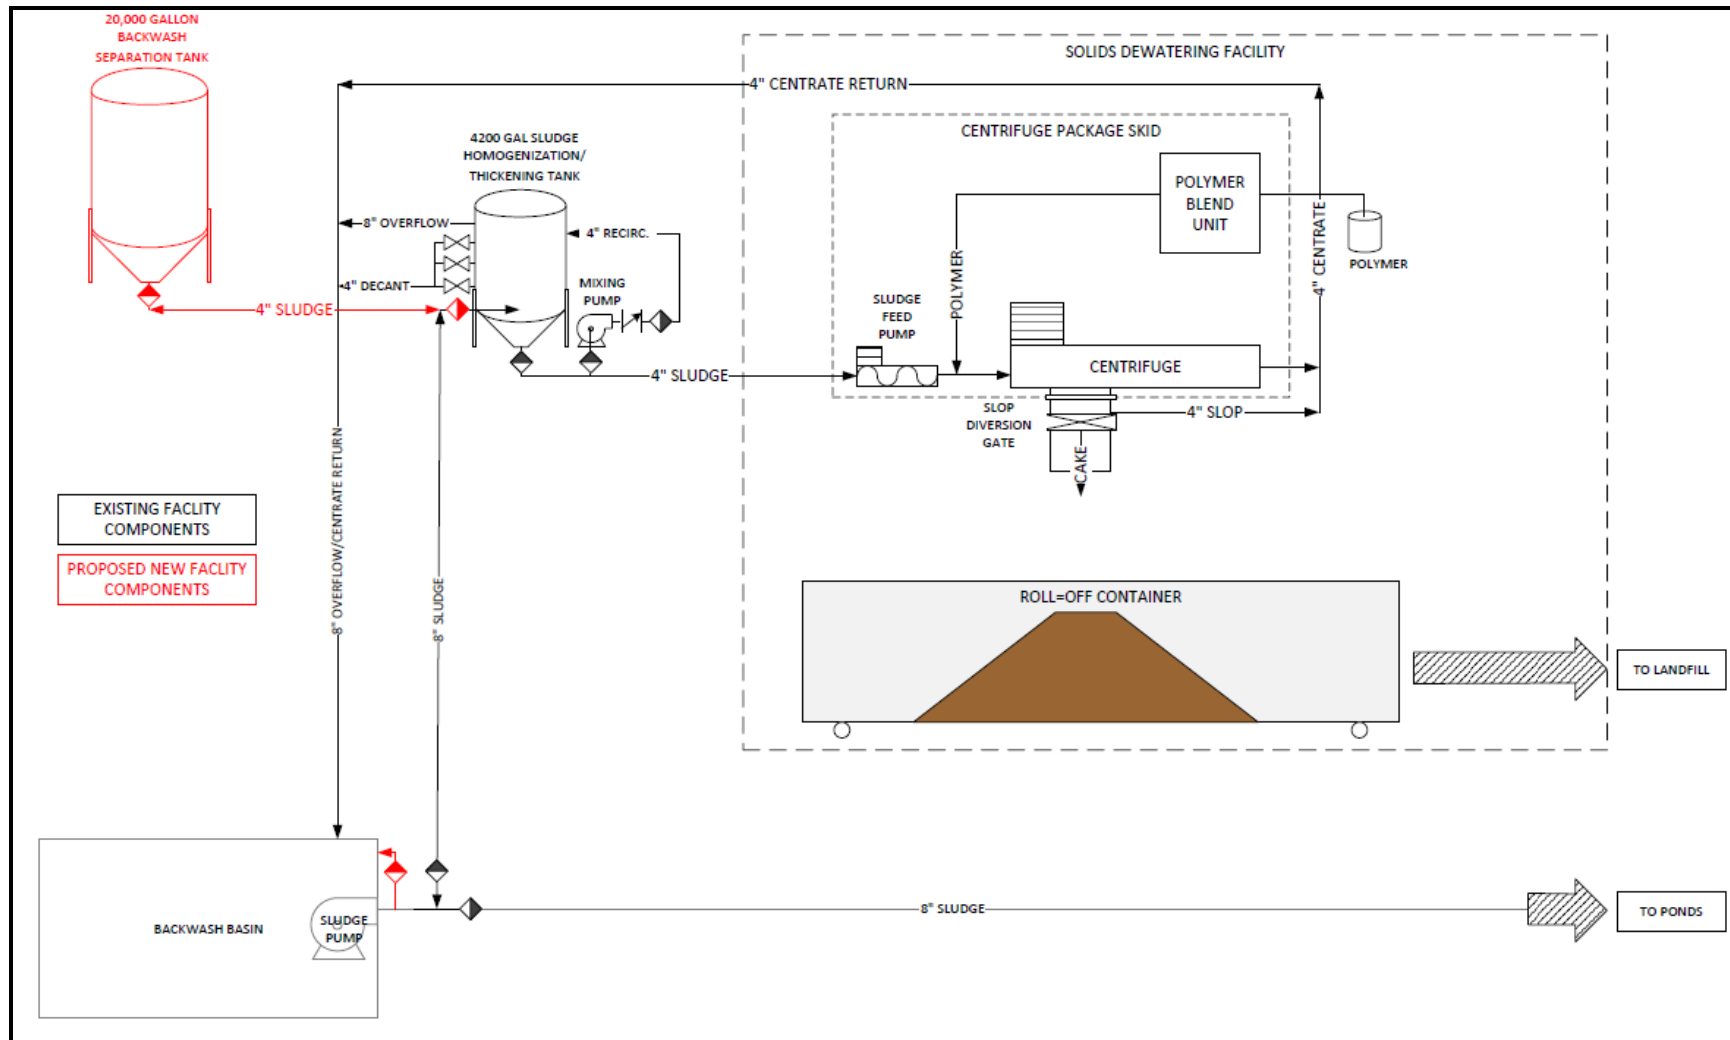 20,000 GALLON
BACKWASH
SEPARATION TANK
SOLIDS DEWATERING FACILITY
4" CENTRATE RETURN
CENTRIFUGE PACKAGE SKID
4200 GAL SLUDGE
HOMOGENIZATION/
THICKENING TANK
POLYMER
BLEND
UNIT
8" OVERFLOW
4" RECIRC.
POLYMER
4" CENTRATE
POLYMER
4" DECANT
MIXING
PUMP
4" SLUDGE
SLUDGE
FEED
PUMP
CENTRIFUGE
4" SLUDGE
SLOP
DIVERSION
GATE
4" SLOP
CAKE
EXISTING FACLITY
COMPONENTS
PROPOSED NEW FACLITY
COMPONENTS
8" OVERFLOW/CENTRATE RETURN
8" SLUDGE
ROLL=OFF CONTAINER
TO LANDFILL
BACKWASH BASIN
SLUDGE
PUMP
8" SLUDGE
TO PONDS